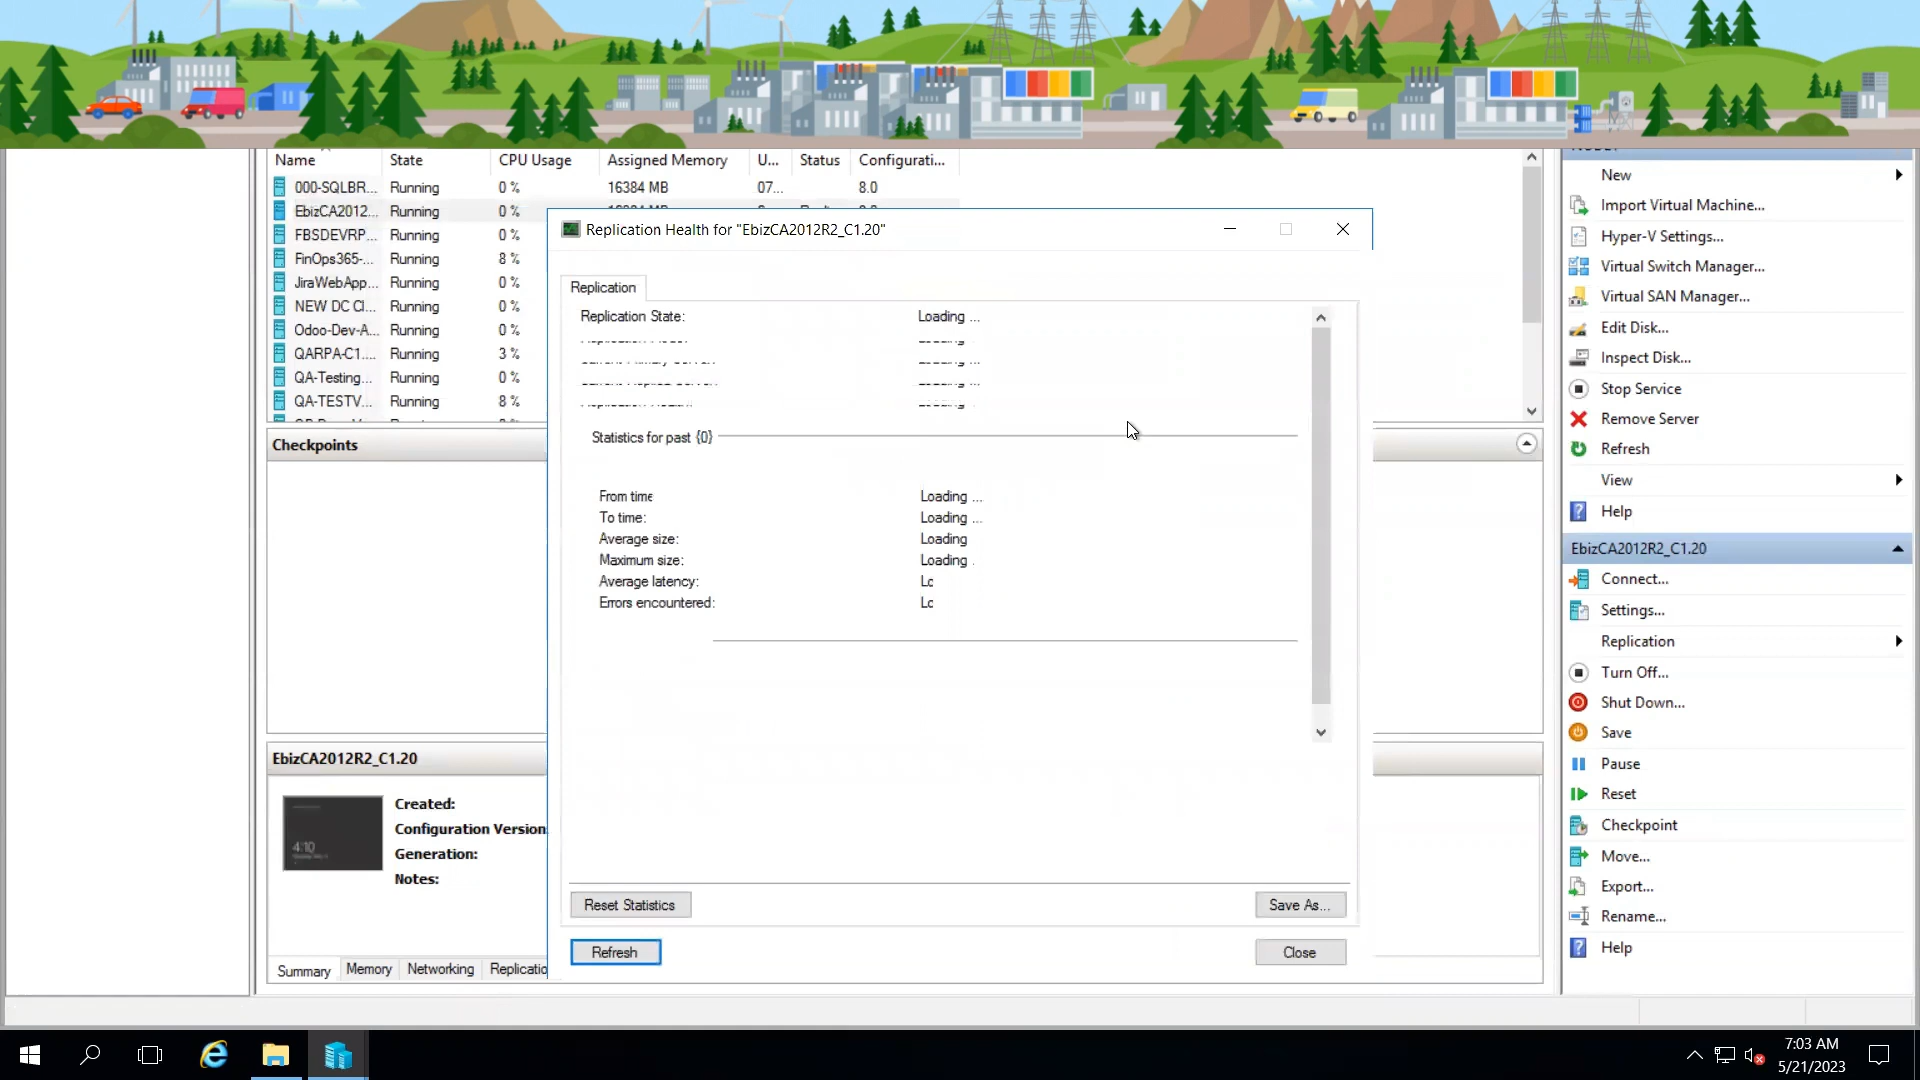 Name State CPU Usage Assigned Memory U... Status Configurati...
000-SQLBR... Running 0 % 16384 MB 07... 8.0
EbizCA2012... Running 0 %
FBSDEVRP... Running 0 %
FinOps365-... Running 8 %
JiraWebApp... Running 0 %
NEW DC Cl... Running 0 %
Odoo-Dev-A... Running 0 %
QARPA-C1.... Running 3 %
QA-Testing... Running 0 %
QA-TESTV... Running 8 %
Checkpoints
EbizCA2012R2_C1.20
4:10
Created:
Configuration Version:
Generation:
Notes:
Summary Memory Networking Replicatio
Replication Health for "EbizCA2012R2_C1.20"
Replication
Replication State: Loading ...
Statistics for past {0}
From time Loading ...
To time: Loading ...
Average size: Loading
Maximum size: Loading .
Average latency: Lc
Errors encountered: Lc
Reset Statistics Save As...
Refresh Close
New
Import Virtual Machine...
Hyper-V Settings...
Virtual Switch Manager...
Virtual SAN Manager...
Edit Disk...
Inspect Disk...
Stop Service
Remove Server
Refresh
View
Help
EbizCA2012R2_C1.20
Connect...
Settings...
Replication
Turn Off...
Shut Down...
Save
Pause
Reset
Checkpoint
Move...
Export...
Rename...
Help
7:03 AM
5/21/2023